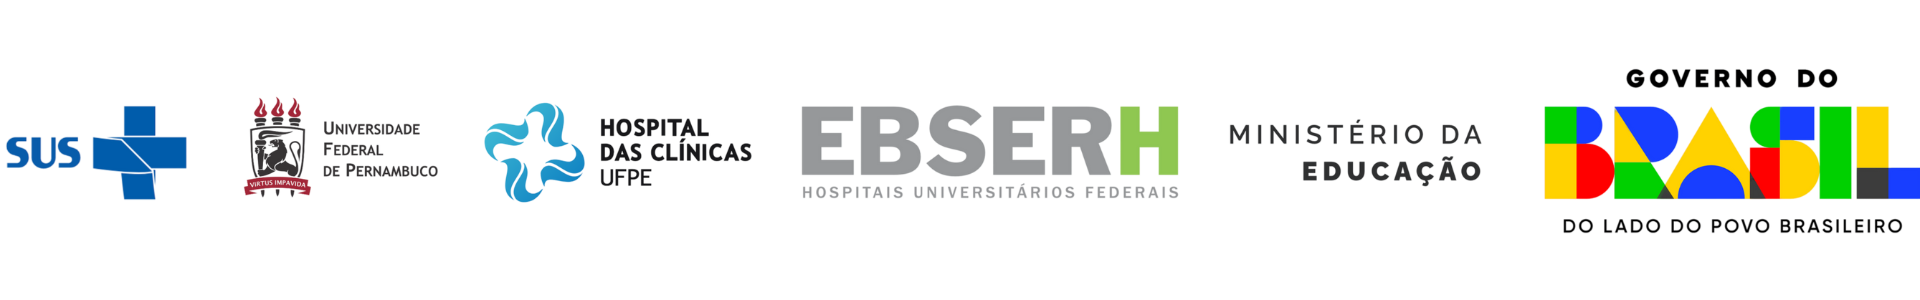 SUS
VIRTUS IMPAVIDA
UNIVERSIDADE
FEDERAL
DE PERNAMBUCO
HOSPITAL
DAS CLÍNICAS
UFPE
EBSERH
HOSPITAIS UNIVERSITÁRIOS FEDERAIS
MINISTÉRIO DA
EDUCAÇÃO
GOVERNO DO
BRASIL
DO LADO DO POVO BRASILEIRO